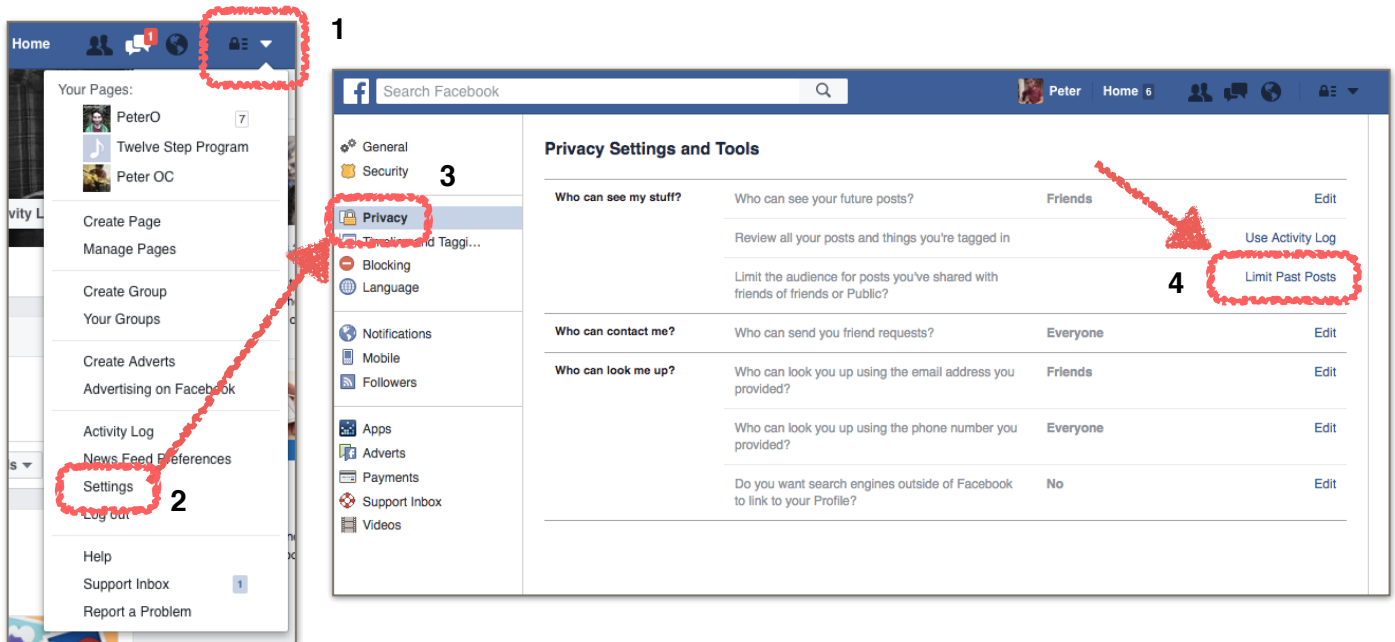 1
Home
1
Your Pages:
PeterO 7
Twelve Step Program
Peter OC
Create Page
Manage Pages
Create Group
Your Groups
Create Adverts
Advertising on Facebook
Activity Log
News Feed Preferences
Settings
2
Log out
Help
Support Inbox 1
Report a Problem
vity L
Search Facebook
Peter Home 6
General
Security
3
Privacy
Timeline and Taggi...
Blocking
Language
Notifications
Mobile
Followers
Apps
Adverts
Payments
Support Inbox
Videos
Privacy Settings and Tools
Who can see my stuff? Who can see your future posts? Friends Edit
Review all your posts and things you're tagged in Use Activity Log
Limit the audience for posts you've shared with
friends of friends or Public?
4
Limit Past Posts
Who can contact me? Who can send you friend requests? Everyone Edit
Who can look me up? Who can look you up using the email address you
provided?
Friends Edit
Who can look you up using the phone number you
provided?
Everyone Edit
Do you want search engines outside of Facebook
to link to your Profile?
No Edit